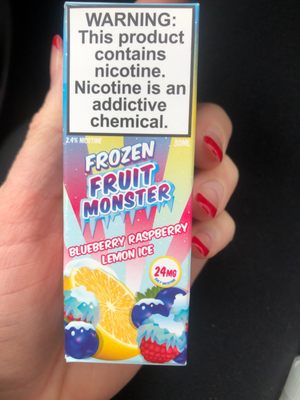 WARNING:
This product
contains
nicotine.
Nicotine is an
addictive
chemical.
2.4% NICOTINE 30ML
FROZEN
FRUIT
MONSTER
BLUEBERRY RASPBERRY
LEMON ICE
24MG